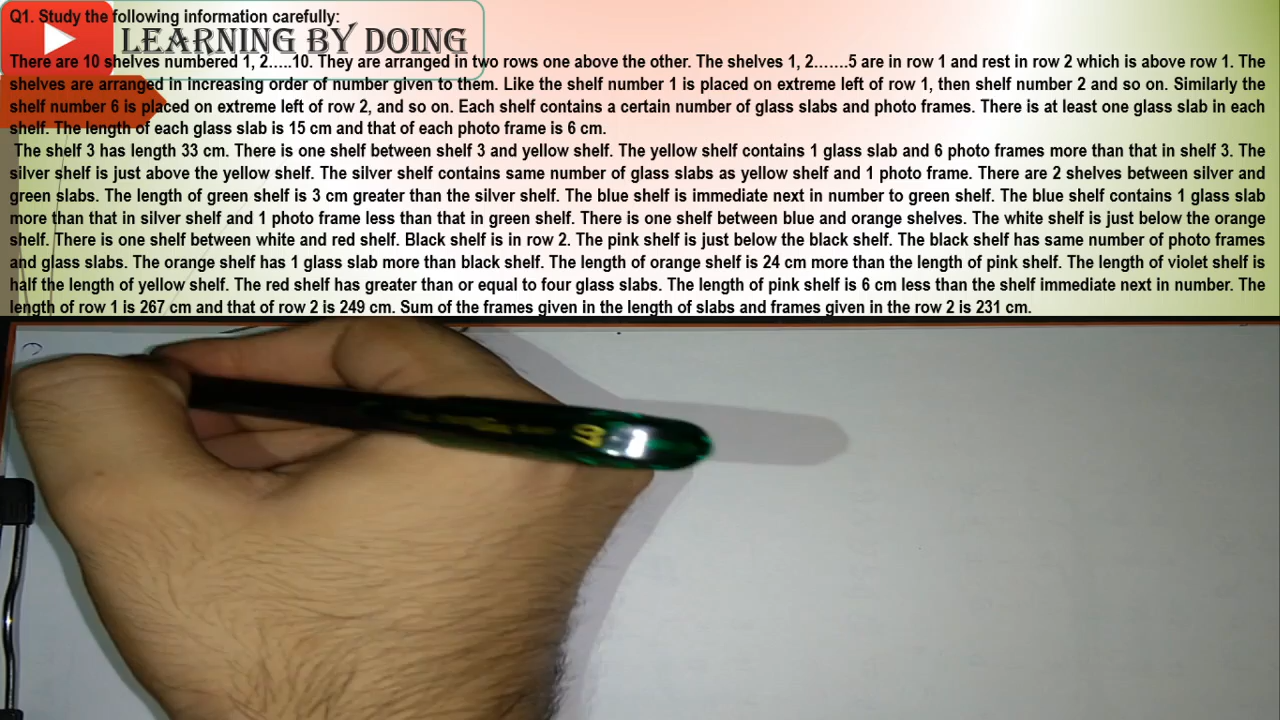 Q1. Study the following information carefully:
LEARNING BY DOING
There are 10 shelves numbered 1, 2.....10. They are arranged in two rows one above the other. The shelves 1, 2.......5 are in row 1 and rest in row 2 which is above row 1. The
shelves are arranged in increasing order of number given to them. Like the shelf number 1 is placed on extreme left of row 1, then shelf number 2 and so on. Similarly the
shelf number 6 is placed on extreme left of row 2, and so on. Each shelf contains a certain number of glass slabs and photo frames. There is at least one glass slab in each
shelf. The length of each glass slab is 15 cm and that of each photo frame is 6 cm.
The shelf 3 has length 33 cm. There is one shelf between shelf 3 and yellow shelf. The yellow shelf contains 1 glass slab and 6 photo frames more than that in shelf 3. The
silver shelf is just above the yellow shelf. The silver shelf contains same number of glass slabs as yellow shelf and 1 photo frame. There are 2 shelves between silver and
green slabs. The length of green shelf is 3 cm greater than the silver shelf. The blue shelf is immediate next in number to green shelf. The blue shelf contains 1 glass slab
more than that in silver shelf and 1 photo frame less than that in green shelf. There is one shelf between blue and orange shelves. The white shelf is just below the orange
shelf. There is one shelf between white and red shelf. Black shelf is in row 2. The pink shelf is just below the black shelf. The black shelf has same number of photo frames
and glass slabs. The orange shelf has 1 glass slab more than black shelf. The length of orange shelf is 24 cm more than the length of pink shelf. The length of violet shelf is
half the length of yellow shelf. The red shelf has greater than or equal to four glass slabs. The length of pink shelf is 6 cm less than the shelf immediate next in number. The
length of row 1 is 267 cm and that of row 2 is 249 cm. Sum of the frames given in the length of slabs and frames given in the row 2 is 231 cm.